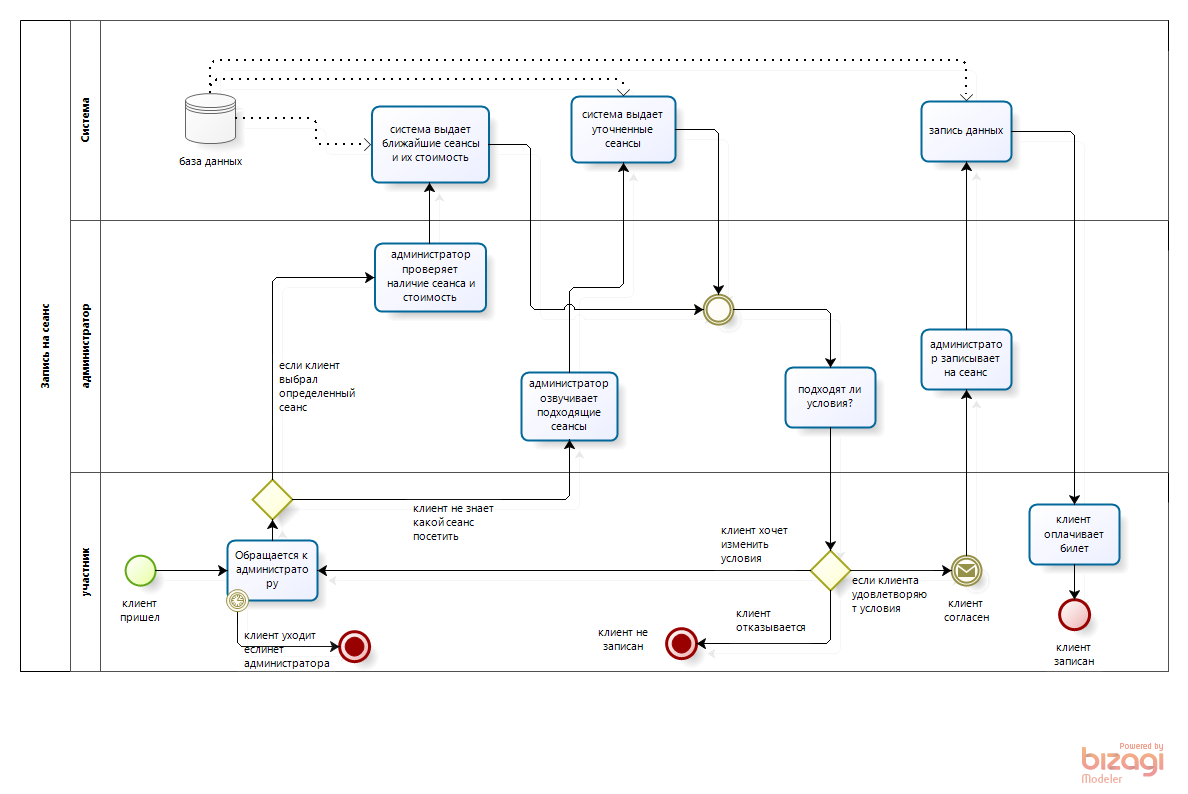 Запись на сеанс
Система
администратор
участник
база данных
система выдает
ближайшие сеансы
и их стоимость
система выдает
уточненные
сеансы
запись данных
администратор
проверяет
наличие сеанса и
стоимость
если клиент
выбрал
определенный
сеанс
администратор
озвучивает
подходящие
сеансы
подходят ли
условия?
администрато
р записывает
на сеанс
клиент не знает
какой сеанс
посетить
Обращается к
администрато
ру
клиент
пришел
клиент уходит
еслинет
администратора
клиент хочет
изменить
условия
если клиента
удовлетворяю
т условия
клиент
отказывается
клиент не
записан
клиент
согласен
клиент
оплачивает
билет
клиент
записан
Powered by
bizagi
Modeler